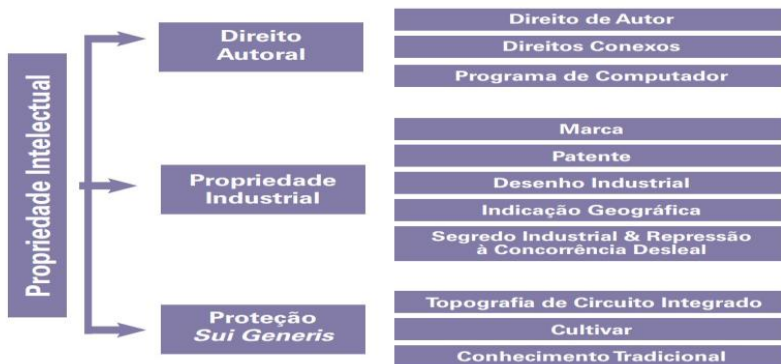 Propriedade Intelectual
Direito
Autoral
Direito de Autor
Direitos Conexos
Programa de Computador
Propriedade
Industrial
Marca
Patente
Desenho Industrial
Indicação Geográfica
Segredo Industrial & Repressão
à Concorrência Desleal
Proteção
Sui Generis
Topografia de Circuito Integrado
Cultivar
Conhecimento Tradicional